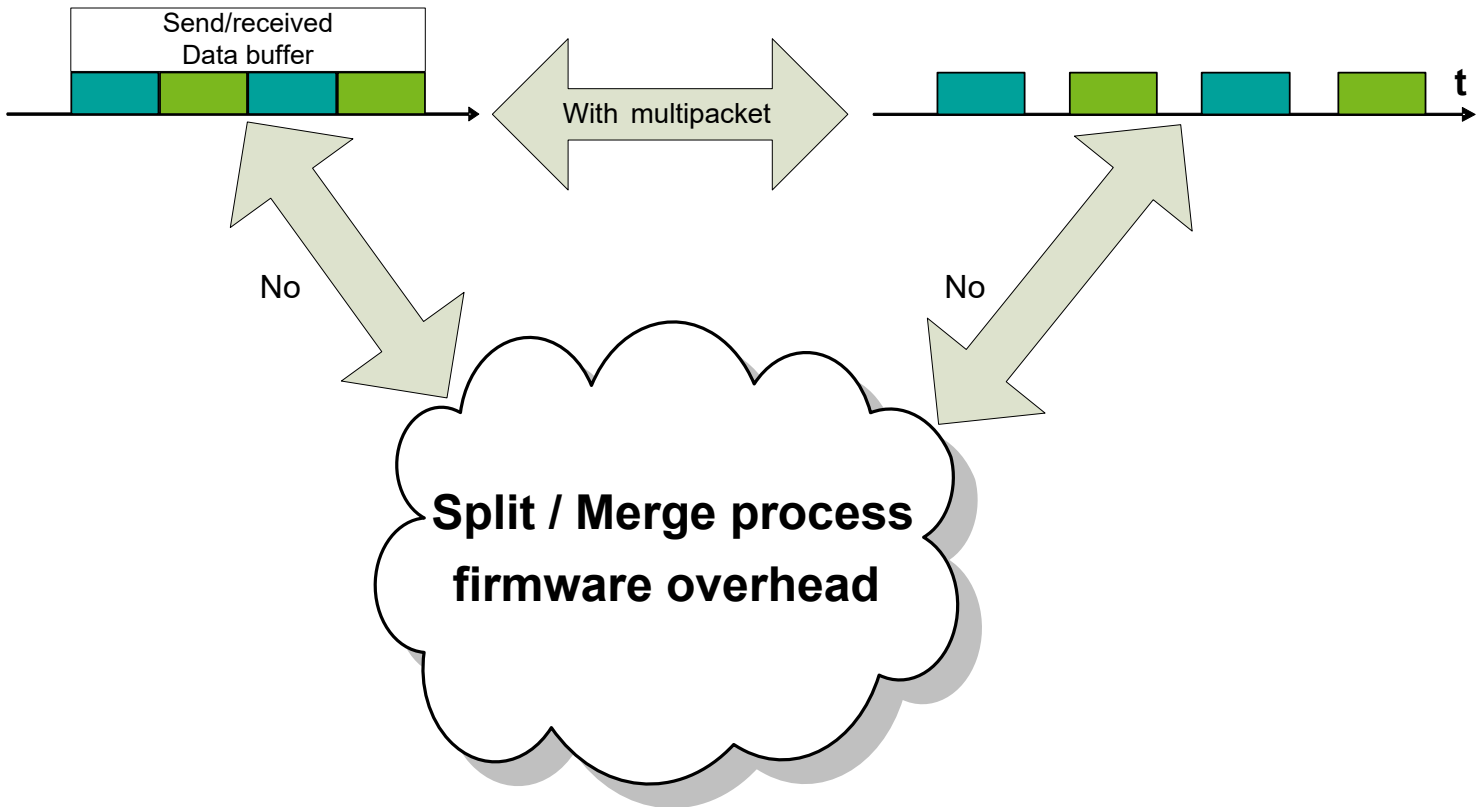 Send/received
Data buffer
With multipacket
t
No
No
Split / Merge process
firmware overhead